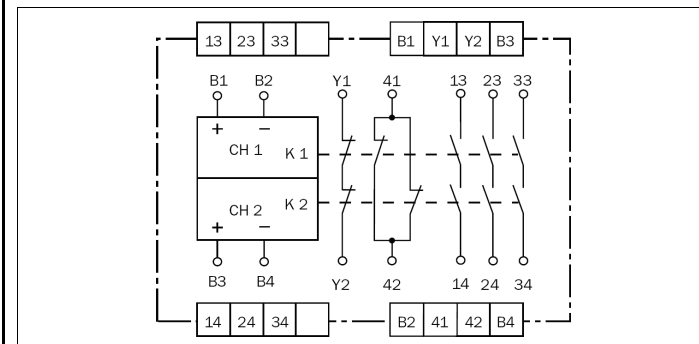 13 23 33 B1 Y1 Y2 B3
B1 B2 Y1 41 13 23 33
+ −
CH 1 K 1
CH 2 K 2
+ −
B3 B4 Y2 42 14 24 34
14 24 34 B2 41 42 B4